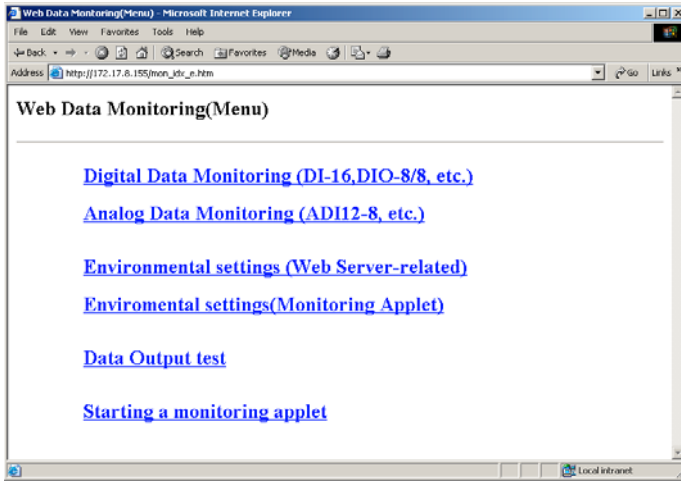 Web Data Montoring(Menu) - Microsoft Internet Explorer
File Edit View Favorites Tools Help
Back Search Favorites Media
Address http://172.17.8.155/mon_idx_e.htm Go Links »
Web Data Monitoring(Menu)
Digital Data Monitoring (DI-16,DIO-8/8, etc.)
Analog Data Monitoring (ADI12-8, etc.)
Environmental settings (Web Server-related)
Enviromental settings(Monitoring Applet)
Data Output test
Starting a monitoring applet
Local intranet